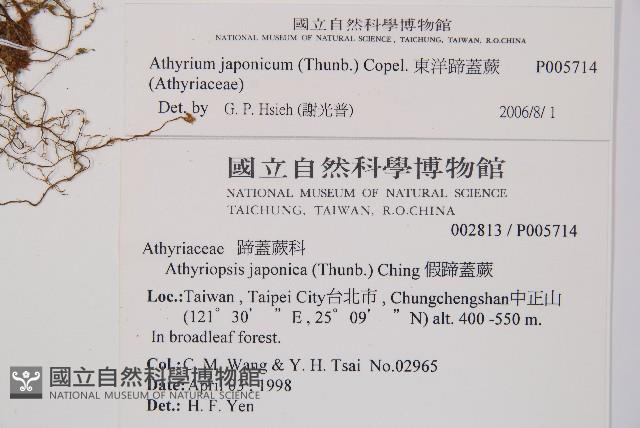 國立自然科學博物館
NATIONAL MUSEUM OF NATURAL SCIENCE, TAICHUNG, TAIWAN, R.O.CHINA
Athyrium japonicum (Thunb.) Copel. 東洋蹄蓋蕨 P005714
(Athyriaceae)
Det. by G. P. Hsieh (謝光普) 2006/8/ 1
國立自然科學博物館
NATIONAL MUSEUM OF NATURAL SCIENCE
TAICHUNG, TAIWAN, R.O.CHINA
002813 / P005714
Athyriaceae 蹄蓋蕨科
Athyriopsis japonica (Thunb.) Ching 假蹄蓋蕨
Loc.:Taiwan , Taipei City台北市 , Chungchengshan中正山
(121° 30’ ” E , 25° 09’ ” N) alt. 400 -550 m.
In broadleaf forest.
Col.:C. M. Wang & Y. H. Tsai No.02965
Date: April 03 - 1998
Det.: H. F. Yen
國立自然科學博物館
NATIONAL MUSEUM OF NATURAL SCIENCE